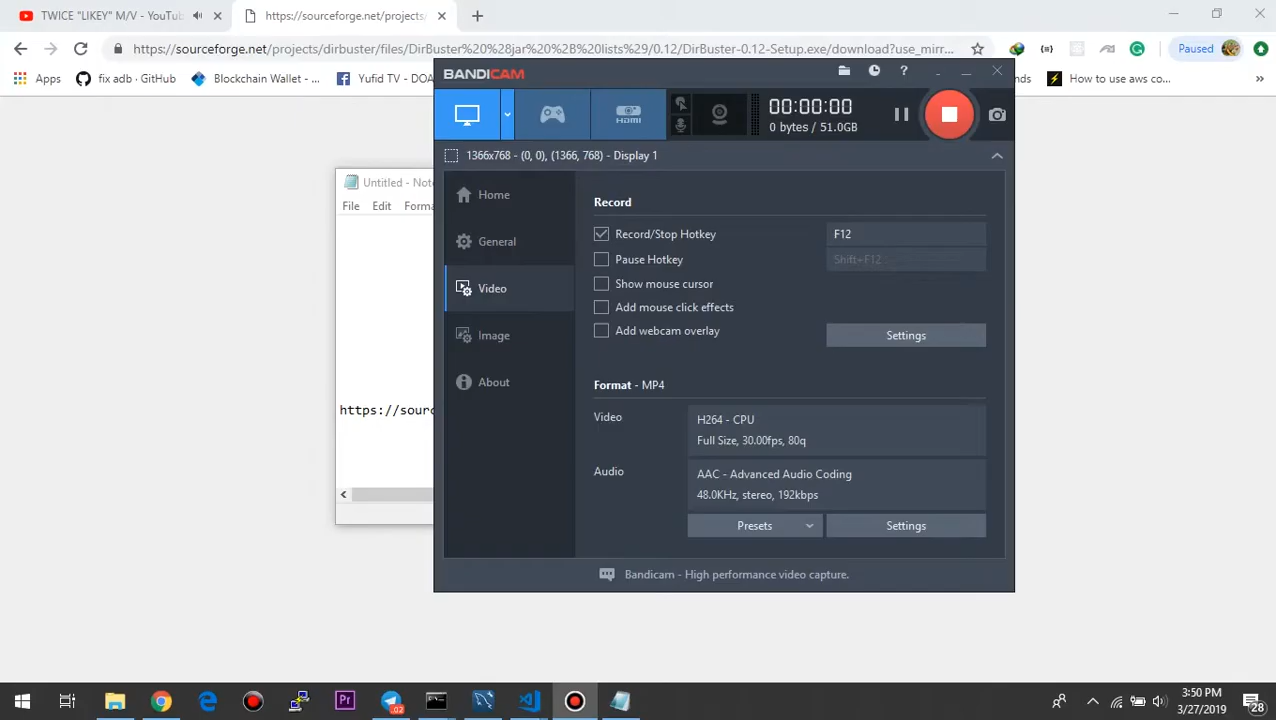 TWICE "LIKEY" M/V - YouTub
https://sourceforge.net/projects/
https://sourceforge.net/projects/dirbuster/files/DirBuster%20%28jar%20%2B%20lists%29/0.12/DirBuster-0.12-Setup.exe/download?use_mirr...
Paused
Apps
fix adb · GitHub
Blockchain Wallet -...
Yufid TV - DOA
How to use aws co...
»
BANDICAM
?
HDMI
00:00:00
0 bytes / 51.0GB
1366x768 - (0, 0), (1366, 768) - Display 1
Untitled - Note
File Edit Forma
https://sourc
Home
General
Video
Image
About
Record
Record/Stop Hotkey
F12
Pause Hotkey
Shift+F12
Show mouse cursor
Add mouse click effects
Add webcam overlay
Settings
Format - MP4
Video
H264 - CPU
Full Size, 30.00fps, 80q
Audio
AAC - Advanced Audio Coding
48.0KHz, stereo, 192kbps
Presets
Settings
Bandicam - High performance video capture.
Pr
02
3:50 PM
3/27/2019
28